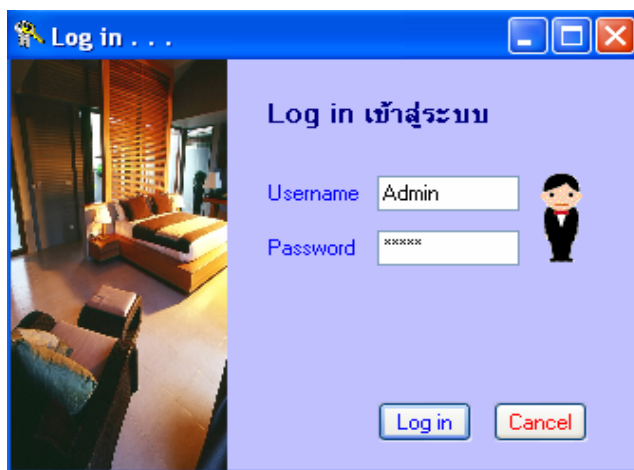 Log in . . .
Log in เข้าสู่ระบบ
Username Admin
Password *****
Log in Cancel